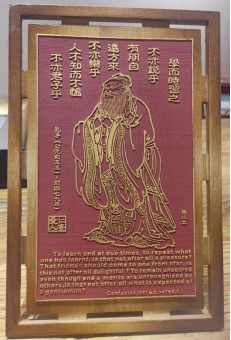 學而時習之
不亦說乎
有朋自
遠方來
不亦樂乎
人不知而不慍
不亦君子乎
To learn and at due times to repeat what
one has learnt, is that not after all a pleasure?
That friends should come to one from afar, is
this not after all delightful? To remain unsoured
even though one's merits are unrecognised by
others, is that not after all what is expected of
a gentleman?